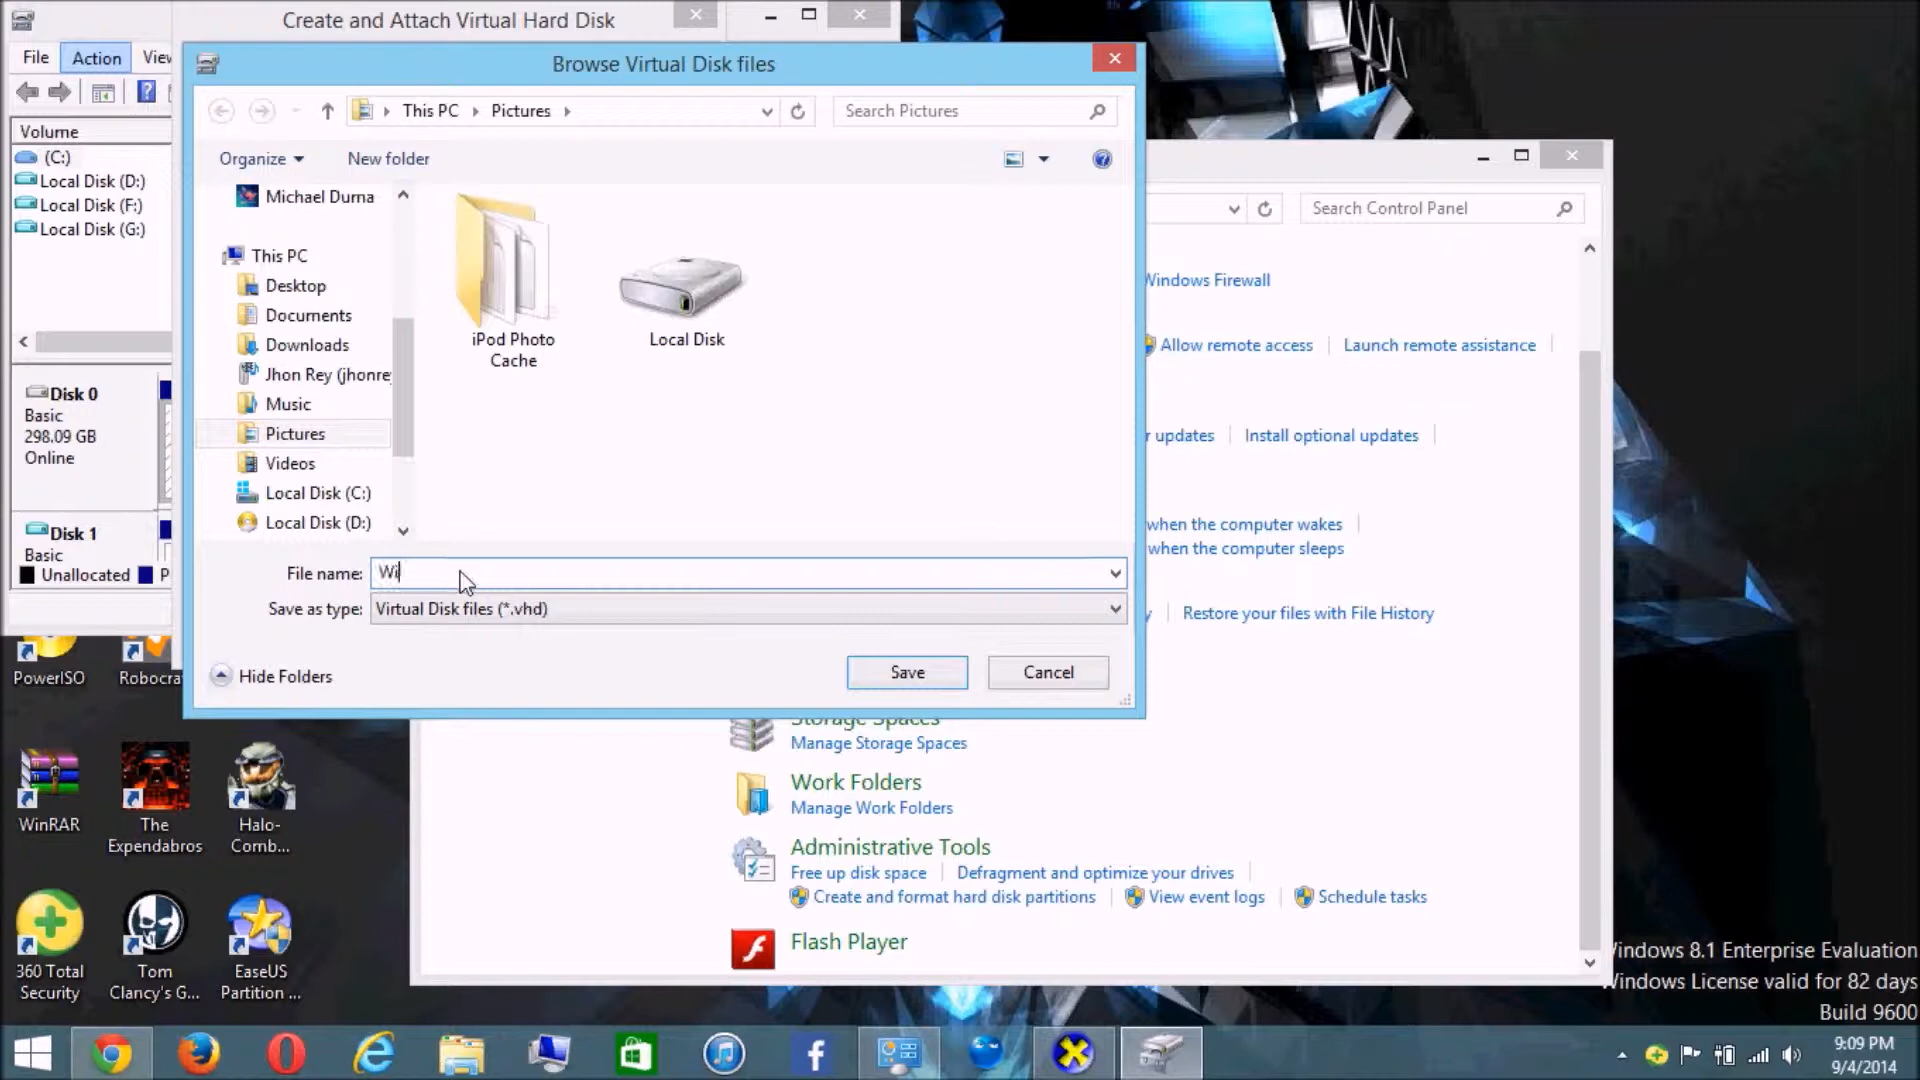 Create and Attach Virtual Hard Disk
File
Action
View
Browse Virtual Disk files
This PC
Pictures
Search Pictures
Organize
New folder
Volume
(C:)
Local Disk (D:)
Local Disk (F:)
Local Disk (G:)
Michael Durna
This PC
Desktop
Documents
Downloads
Jhon Rey (jhonre
Music
Pictures
Videos
Local Disk (C:)
Local Disk (D:)
iPod Photo
Cache
Local Disk
Disk 0
Basic
298.09 GB
Online
Disk 1
Basic
Unallocated
P
File name:
Wi
Save as type:
Virtual Disk files (*.vhd)
Hide Folders
Save
Cancel
Search Control Panel
Windows Firewall
Allow remote access
Launch remote assistance
r updates
Install optional updates
when the computer wakes
when the computer sleeps
y
Restore your files with File History
Storage Spaces
Manage Storage Spaces
Work Folders
Manage Work Folders
Administrative Tools
Free up disk space
Defragment and optimize your drives
Create and format hard disk partitions
View event logs
Schedule tasks
Flash Player
PowerISO
Robocra
WinRAR
The
Expendabros
Halo-
Comb...
360 Total
Security
Tom
Clancy's G...
EaseUS
Partition ...
Windows 8.1 Enterprise Evaluation
Windows License valid for 82 days
Build 9600
9:09 PM
9/4/2014